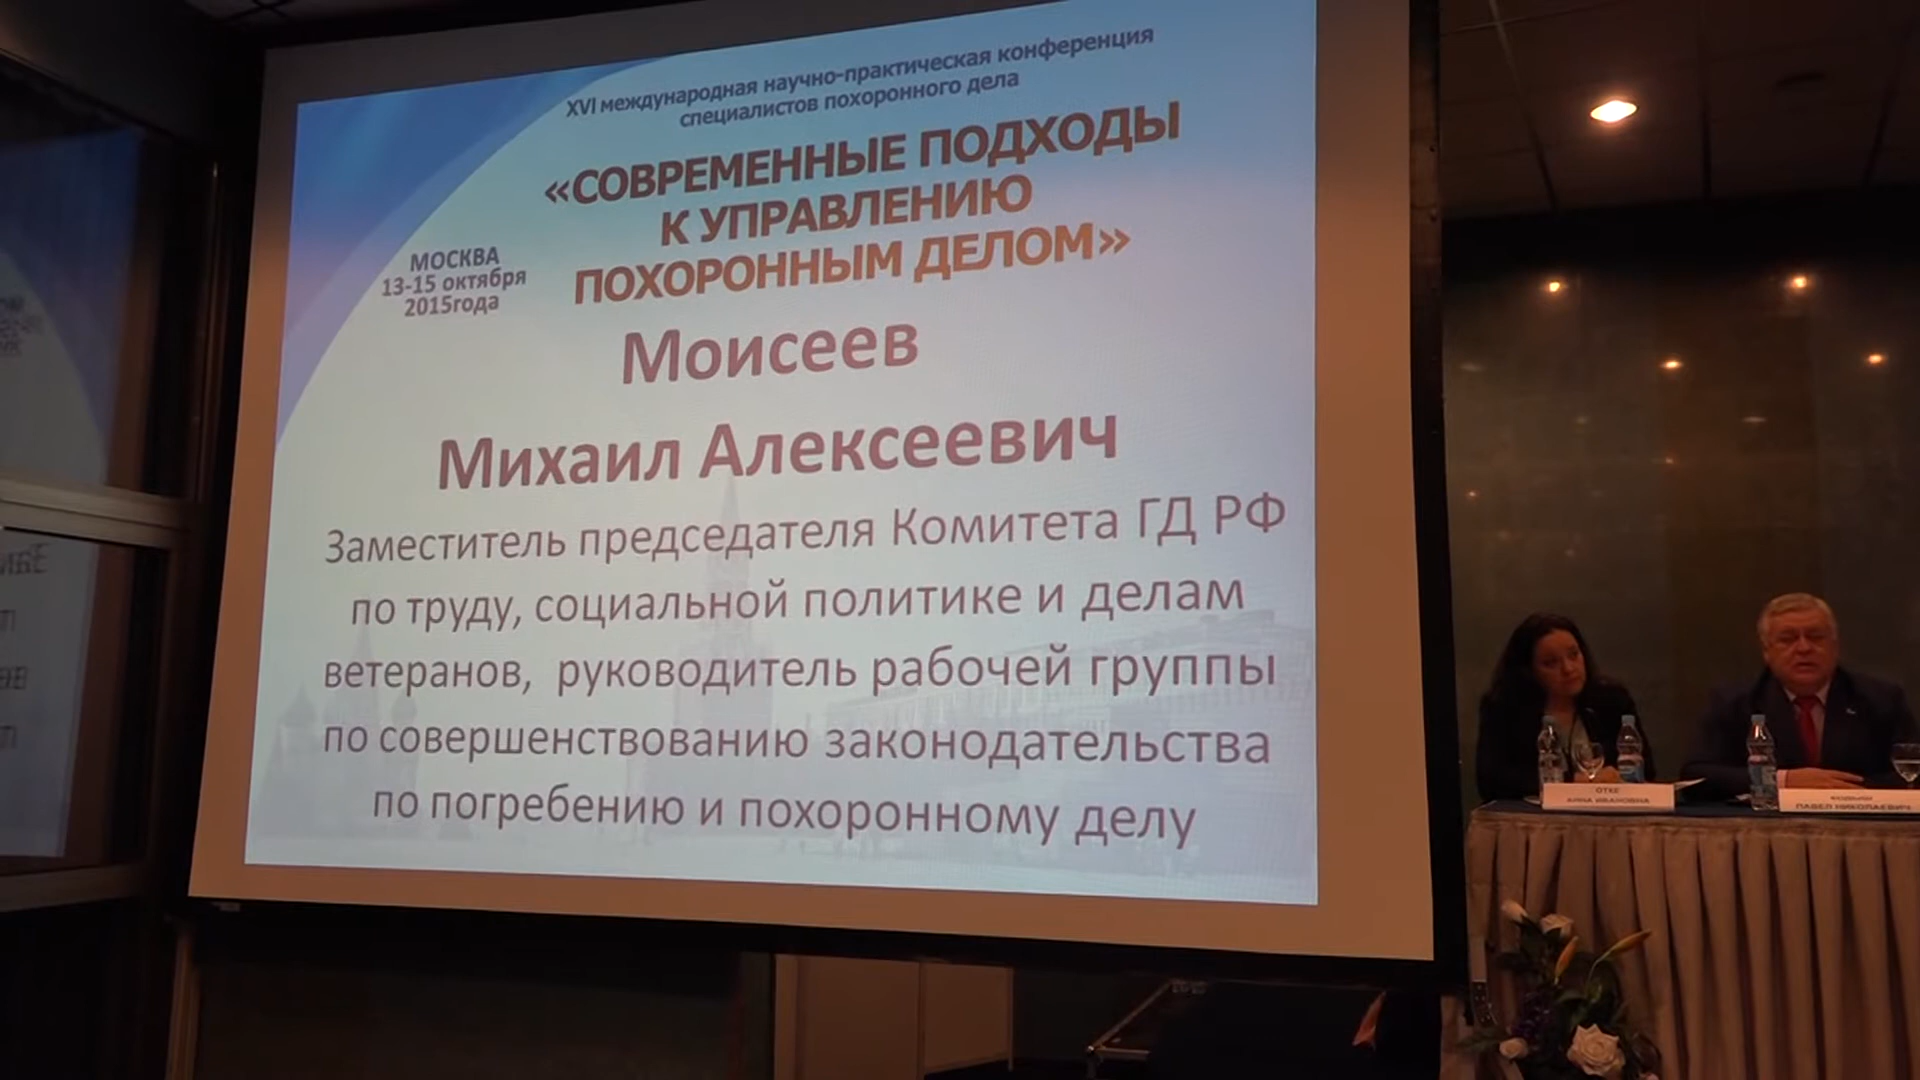 XVI международная научно-практическая конференция
специалистов похоронного дела
«СОВРЕМЕННЫЕ ПОДХОДЫ
К УПРАВЛЕНИЮ
ПОХОРОННЫМ ДЕЛОМ»
МОСКВА
13-15 октября
2015года
Моисеев
Михаил Алексеевич
Заместитель председателя Комитета ГД РФ
по труду, социальной политике и делам
ветеранов, руководитель рабочей группы
по совершенствованию законодательства
по погребению и похоронному делу
ОТКЕ
АННА ИВАНОВНА
ПАВЕЛ НИКОЛАЕВИЧ